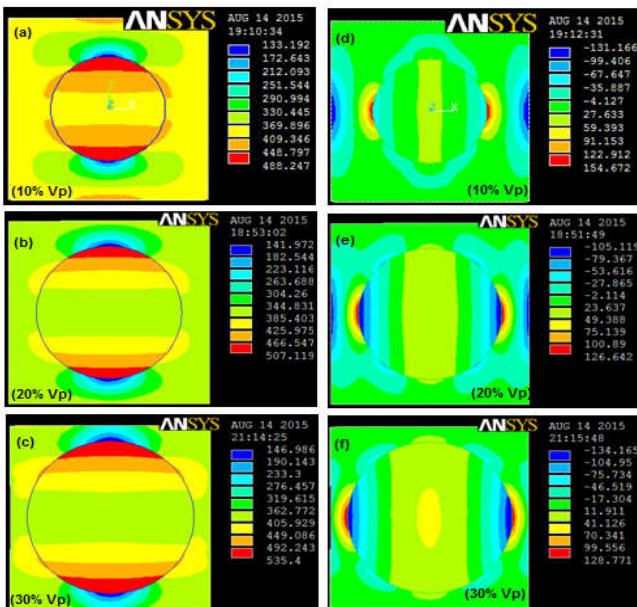 (a)
ANSYS
AUG 14 2015
19:10:34
133.192
172.643
212.093
251.544
290.994
330.445
369.896
409.346
448.797
488.247
Z X
(10% Vp)
(d)
ANSYS
AUG 14 2015
19:12:31
-131.166
-99.406
-67.647
-35.887
-4.127
27.633
59.393
91.153
122.912
154.672
Z X
(10% Vp)
(b)
ANSYS
AUG 14 2015
18:53:02
141.972
182.544
223.116
263.688
304.26
344.831
385.403
425.975
466.547
507.119
(20% Vp)
(e)
ANSYS
AUG 14 2015
18:51:49
-105.119
-79.367
-53.616
-27.865
-2.114
23.637
49.388
75.139
100.89
126.642
(20% Vp)
(c)
ANSYS
AUG 14 2015
21:14:25
146.986
190.143
233.3
276.457
319.615
362.772
405.929
449.086
492.243
535.4
(30% Vp)
(f)
ANSYS
AUG 14 2015
21:15:48
-134.165
-104.95
-75.734
-46.519
-17.304
11.911
41.126
70.341
99.556
128.771
(30% Vp)